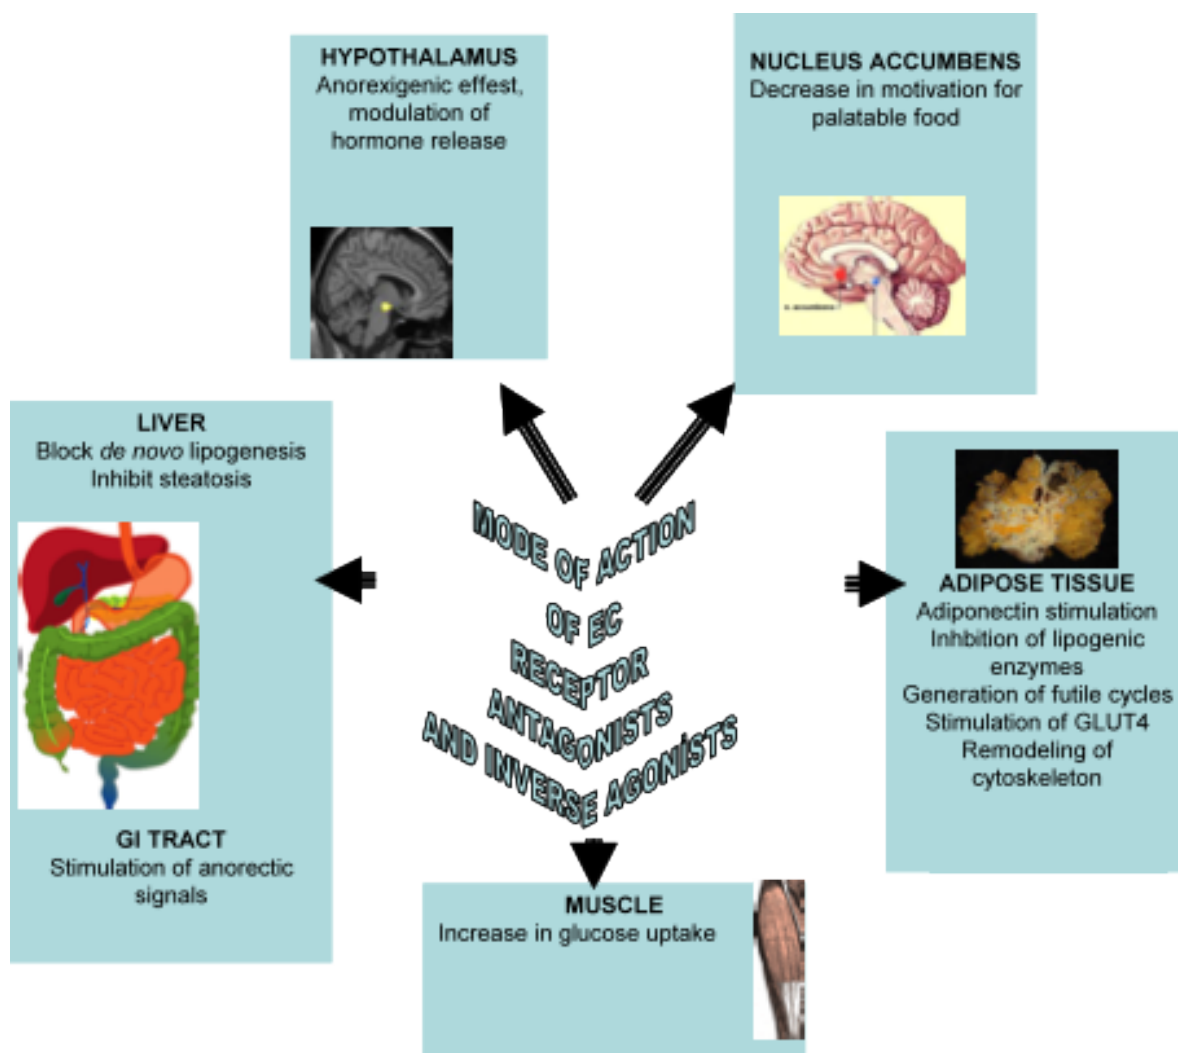 HYPOTHALAMUS
Anorexigenic effest,
modulation of
hormone release
NUCLEUS ACCUMBENS
Decrease in motivation for
palatable food
LIVER
Block de novo lipogenesis
Inhibit steatosis
GI TRACT
Stimulation of anorectic
signals
MODE OF ACTION
OF EC
RECEPTOR
ANTAGONISTS
AND INVERSE AGONİSTS
ADIPOSE TISSUE
Adiponectin stimulation
Inhbition of lipogenic
enzymes
Generation of futile cycles
Stimulation of GLUT4
Remodeling of
cytoskeleton
MUSCLE
Increase in glucose uptake